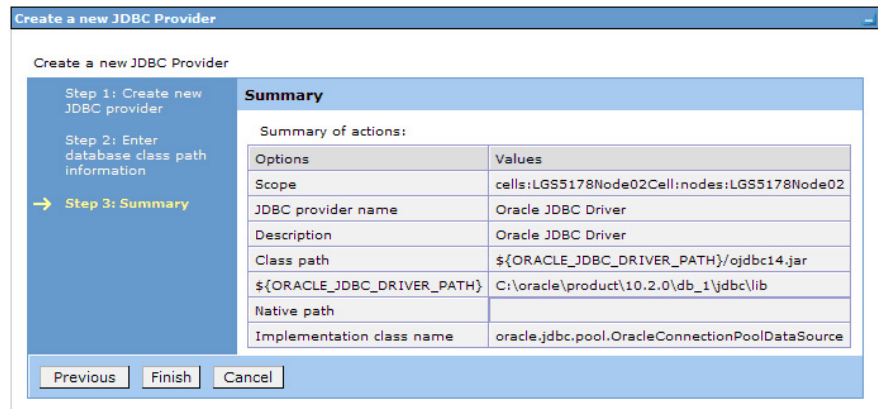 Create a new JDBC Provider
Create a new JDBC Provider
Step 1: Create new
JDBC provider
Step 2: Enter
database class path
information
Step 3: Summary
Summary
Summary of actions:
Options Values
Scope cells:LGS5178Node02Cell:nodes:LGS5178Node02
JDBC provider name Oracle JDBC Driver
Description Oracle JDBC Driver
Class path ${ORACLE_JDBC_DRIVER_PATH}/ojdbc14.jar
${ORACLE_JDBC_DRIVER_PATH} C:\oracle\product\10.2.0\db_1\jdbc\lib
Native path
Implementation class name oracle.jdbc.pool.OracleConnectionPoolDataSource
Previous Finish Cancel